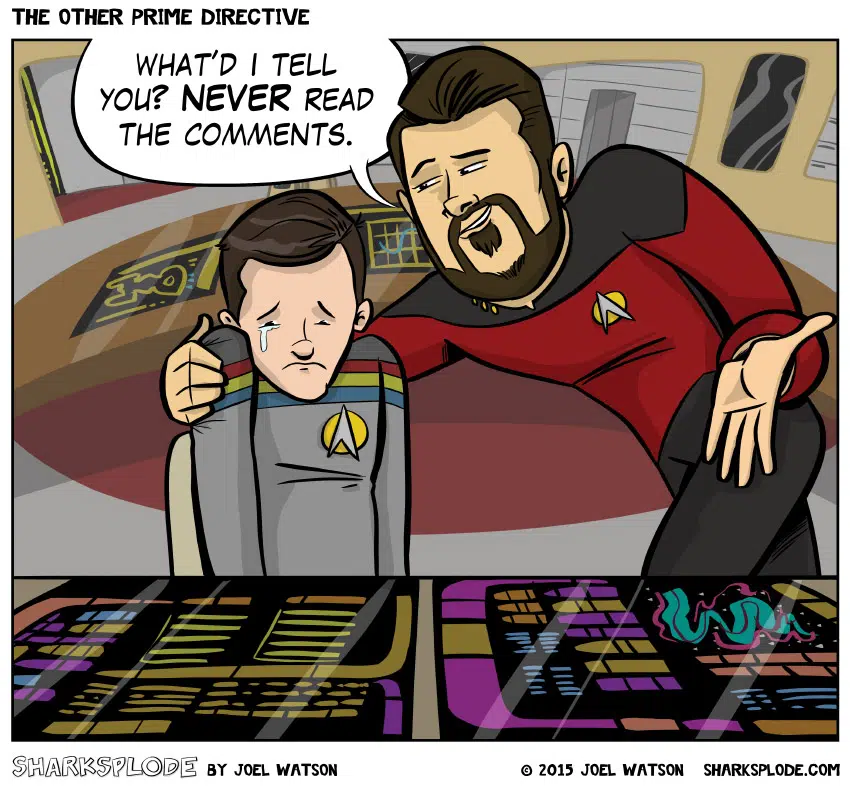 THE OTHER PRIME DIRECTIVE
WHAT'D I TELL
YOU? NEVER READ
THE COMMENTS.
SHARKSPLODE BY JOEL WATSON
© 2015 JOEL WATSON SHARKSPLODE.COM